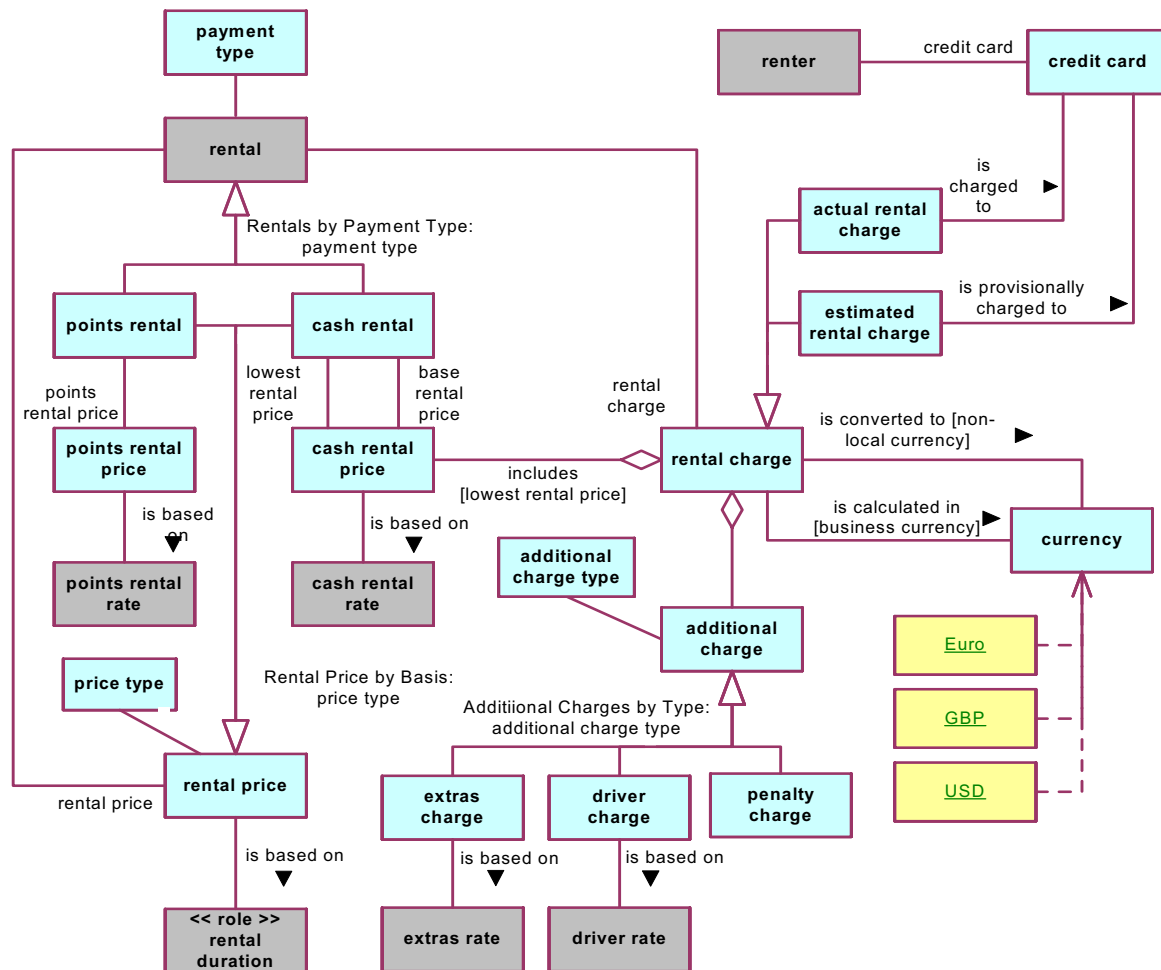 payment
type
renter
credit card
credit card
rental
is
charged
to
actual rental
charge
Rentals by Payment Type:
payment type
is provisionally
charged to
estimated
rental charge
points rental
cash rental
points
rental price
lowest
rental
price
base
rental
price
rental
charge
points rental
price
cash rental
price
includes
[lowest rental price]
rental charge
is converted to [non-
local currency]
is calculated in
[business currency]
currency
is based
on
is based on
points rental
rate
cash rental
rate
additional
charge type
additional
charge
Euro
GBP
USD
price type
Rental Price by Basis:
price type
Additiional Charges by Type:
additional charge type
rental price
rental price
extras
charge
driver
charge
penalty
charge
is based on
is based on
is based on
<< role >>
rental
duration
extras rate
driver rate